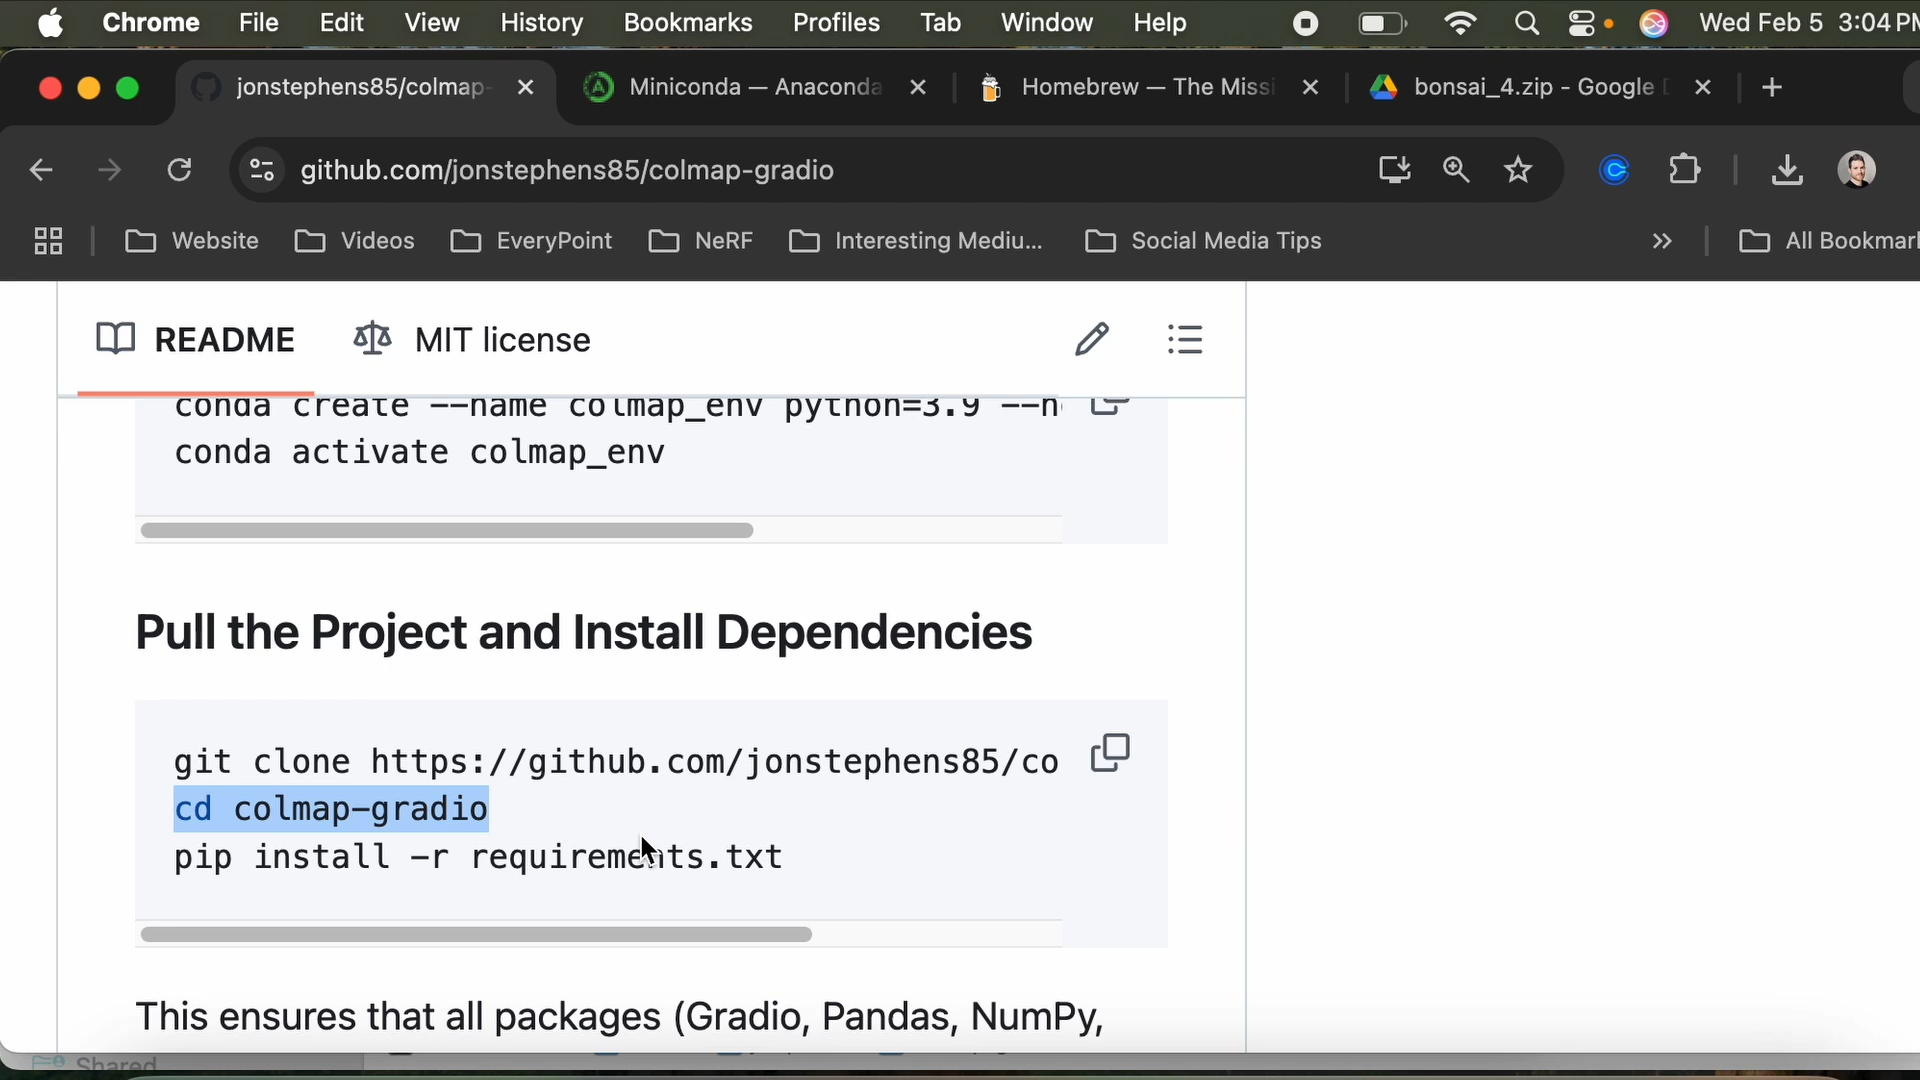 Chrome File Edit View History Bookmarks Profiles Tab Window Help Wed Feb 5 3:04 PM
jonstephens85/colmap- Miniconda — Anaconda Homebrew — The Missi bonsai_4.zip - Google
github.com/jonstephens85/colmap-gradio
Website Videos EveryPoint NeRF Interesting Mediu... Social Media Tips » All Bookmark
README MIT license
conda create --name colmap_env python=3.9 --n
conda activate colmap_env
Pull the Project and Install Dependencies
git clone https://github.com/jonstephens85/co
cd colmap-gradio
pip install -r requirements.txt
This ensures that all packages (Gradio, Pandas, NumPy,
Shared